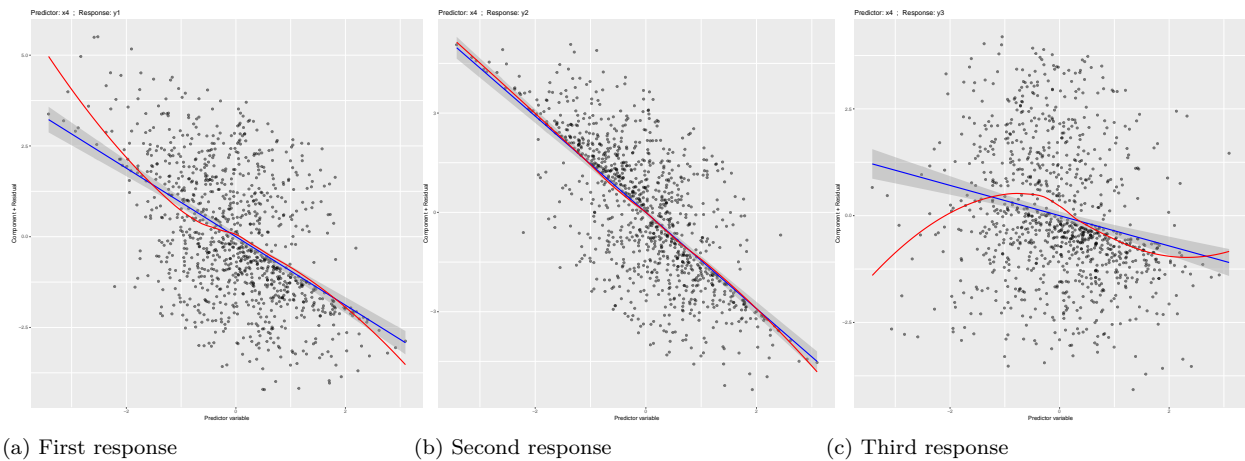 Predictor: x4 ; Response: y1
5.0
2.5
0.0
−2.5
Component + Residual
−2 0 2
Predictor variable
(a) First response
Predictor: x4 ; Response: y2
3
0
−3
Component + Residual
−2 0 2
Predictor variable
(b) Second response
Predictor: x4 ; Response: y3
2.5
0.0
−2.5
Component + Residual
−2 0 2
Predictor variable
(c) Third response